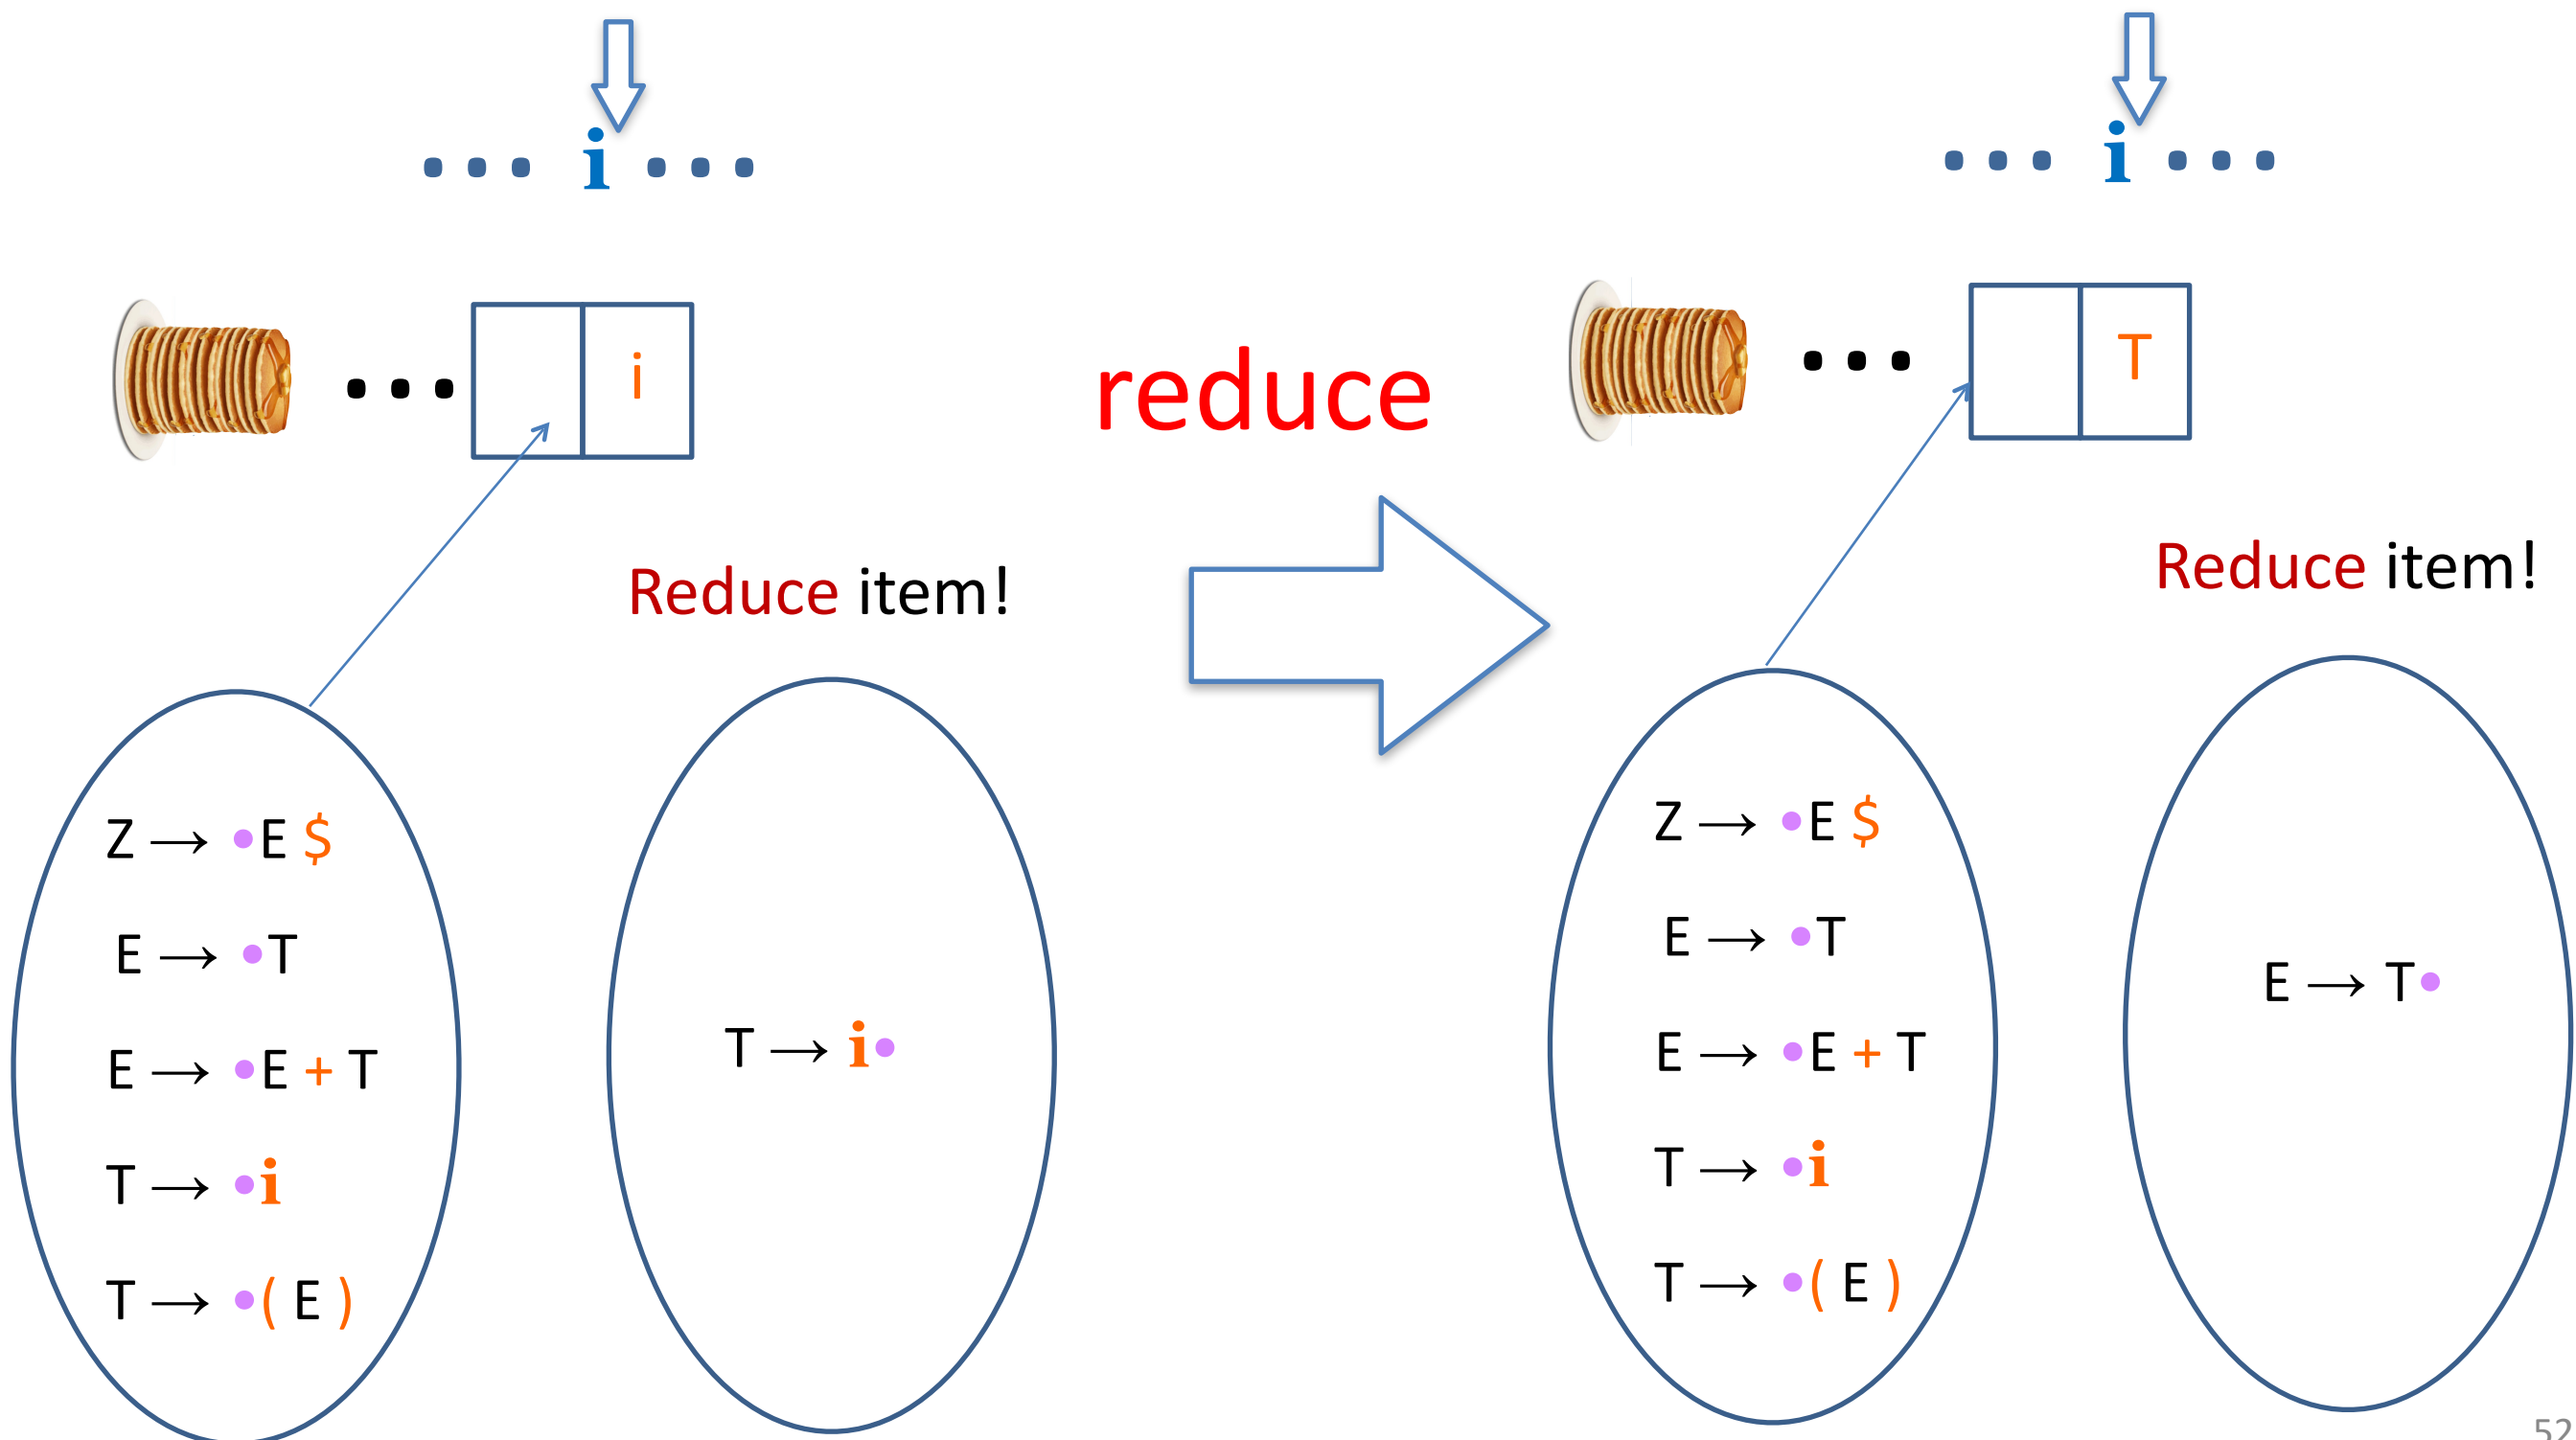 ... i ...
... i ...
... i
reduce
... T
Reduce item!
Reduce item!
Z → •E $
E → •T
E → •E + T
T → •i
T → •( E )
T → i•
Z → •E $
E → •T
E → •E + T
T → •i
T → •( E )
E → T•
52